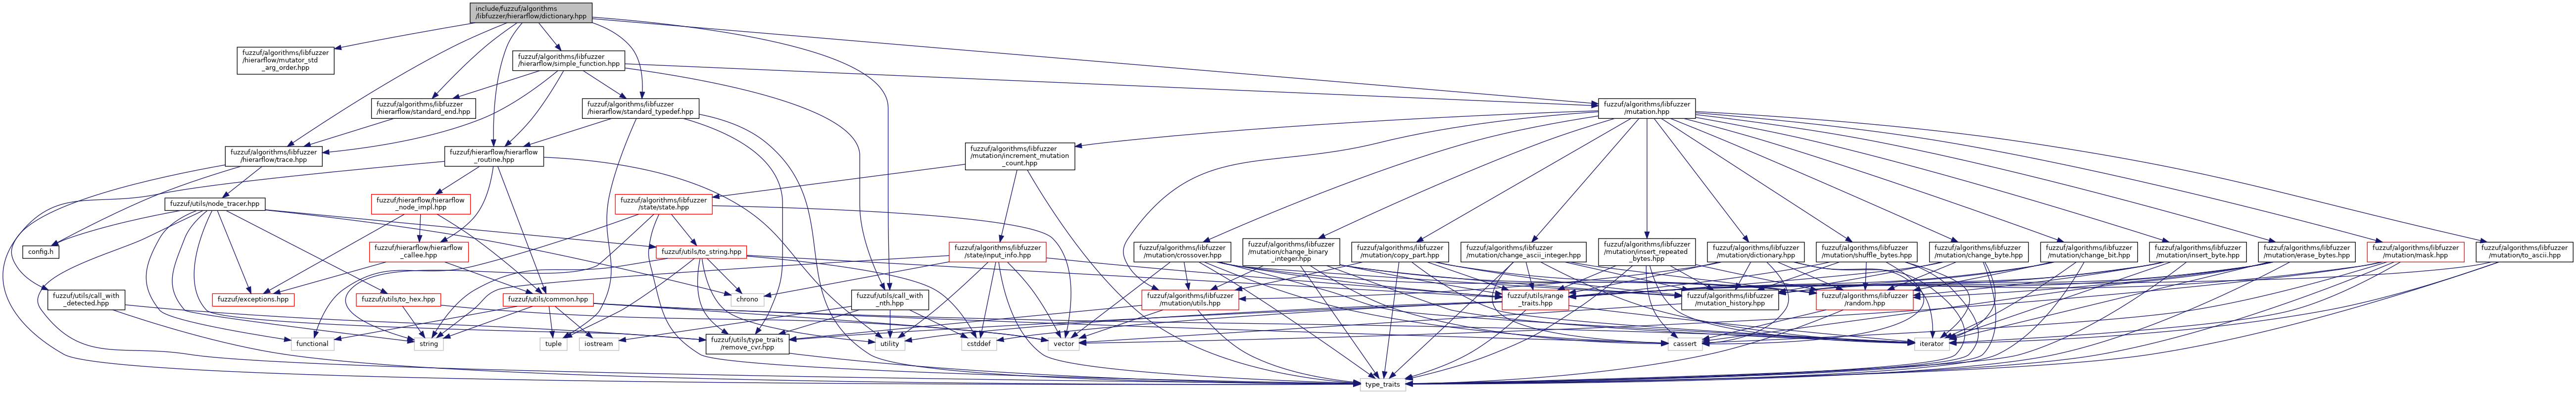 include/fuzzuf/algorithms
/libfuzzer/hierarflow/dictionary.hpp
fuzzuf/algorithms/libfuzzer
/hierarflow/mutator_std
_arg_order.hpp
fuzzuf/algorithms/libfuzzer
/hierarflow/simple_function.hpp
fuzzuf/algorithms/libfuzzer
/hierarflow/standard_end.hpp
fuzzuf/algorithms/libfuzzer
/hierarflow/standard_typedef.hpp
fuzzuf/algorithms/libfuzzer
/mutation.hpp
fuzzuf/algorithms/libfuzzer
/hierarflow/trace.hpp
fuzzuf/hierarflow/hierarflow
_routine.hpp
fuzzuf/algorithms/libfuzzer
/mutation/increment_mutation
_count.hpp
fuzzuf/utils/node_tracer.hpp
fuzzuf/hierarflow/hierarflow
_node_impl.hpp
fuzzuf/algorithms/libfuzzer
/state/state.hpp
config.h
fuzzuf/hierarflow/hierarflow
_callee.hpp
fuzzuf/utils/to_string.hpp
fuzzuf/algorithms/libfuzzer
/state/input_info.hpp
fuzzuf/algorithms/libfuzzer
/mutation/crossover.hpp
fuzzuf/algorithms/libfuzzer
/mutation/change_binary
_integer.hpp
fuzzuf/algorithms/libfuzzer
/mutation/copy_part.hpp
fuzzuf/algorithms/libfuzzer
/mutation/change_ascii_integer.hpp
fuzzuf/algorithms/libfuzzer
/mutation/insert_repeated
_bytes.hpp
fuzzuf/algorithms/libfuzzer
/mutation/dictionary.hpp
fuzzuf/algorithms/libfuzzer
/mutation/shuffle_bytes.hpp
fuzzuf/algorithms/libfuzzer
/mutation/change_byte.hpp
fuzzuf/algorithms/libfuzzer
/mutation/change_bit.hpp
fuzzuf/algorithms/libfuzzer
/mutation/insert_byte.hpp
fuzzuf/algorithms/libfuzzer
/mutation/erase_bytes.hpp
fuzzuf/algorithms/libfuzzer
/mutation/mask.hpp
fuzzuf/algorithms/libfuzzer
/mutation/to_ascii.hpp
fuzzuf/utils/call_with
_detected.hpp
fuzzuf/exceptions.hpp
fuzzuf/utils/to_hex.hpp
fuzzuf/utils/common.hpp
chrono
fuzzuf/utils/call_with
_nth.hpp
fuzzuf/algorithms/libfuzzer
/mutation/utils.hpp
fuzzuf/utils/range
_traits.hpp
fuzzuf/algorithms/libfuzzer
/mutation_history.hpp
fuzzuf/algorithms/libfuzzer
/random.hpp
functional
string
tuple
iostream
fuzzuf/utils/type_traits
/remove_cvr.hpp
utility
cstddef
vector
cassert
iterator
type_traits